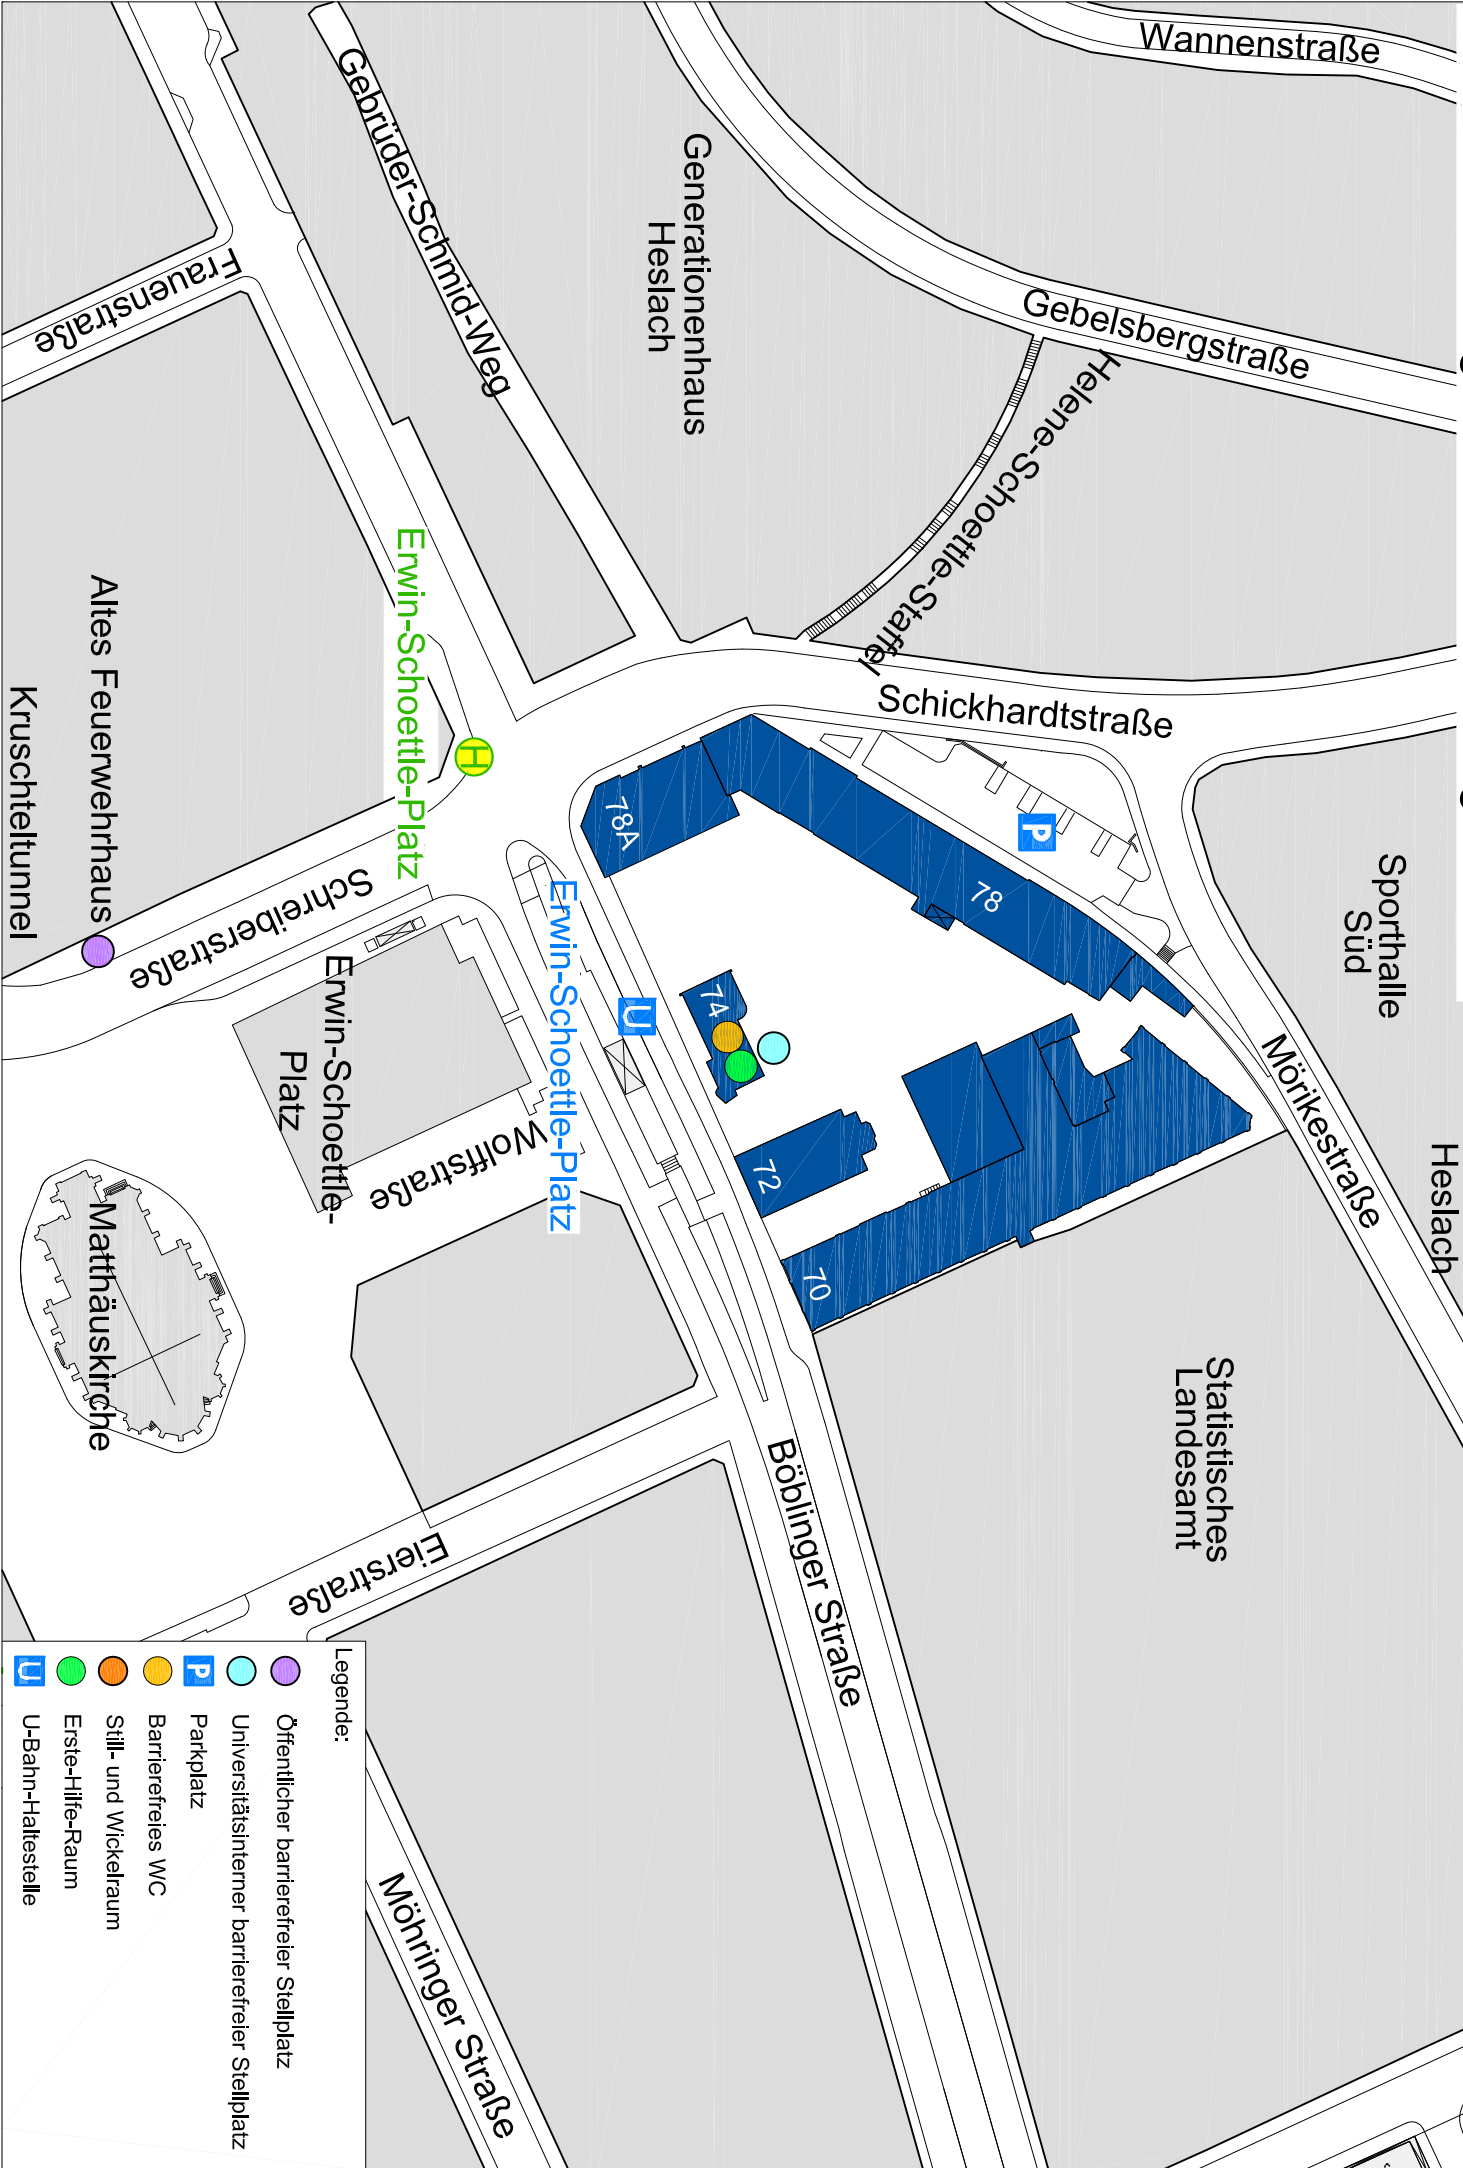 Wannenstraße
Gebrüder-Schmid-Weg
Generationenhaus
Heslach
Gebelsbergstraße
Helene-Schoettle-Staffel
Frauenstraße
Schickhardtstraße
Erwin-Schoettle-Platz
H
Altes Feuerwehrhaus
Kruschteltunnel
Schreiberstraße
78A
78
P
Sporthalle
Süd
Heslach
Mörikestraße
Erwin-Schoettle-Platz
U
74
72
70
Erwin-Schoettle-
Platz
Wolffstraße
Matthäuskirche
Statistisches
Landesamt
Böblinger Straße
Eierstraße
Möhringer Straße
Legende:
Öffentlicher barrierefreier Stellplatz
Universitätsinterner barrierefreier Stellplatz
P Parkplatz
Barrierefreies WC
Still- und Wickelraum
Erste-Hilfe-Raum
U U-Bahn-Haltestelle